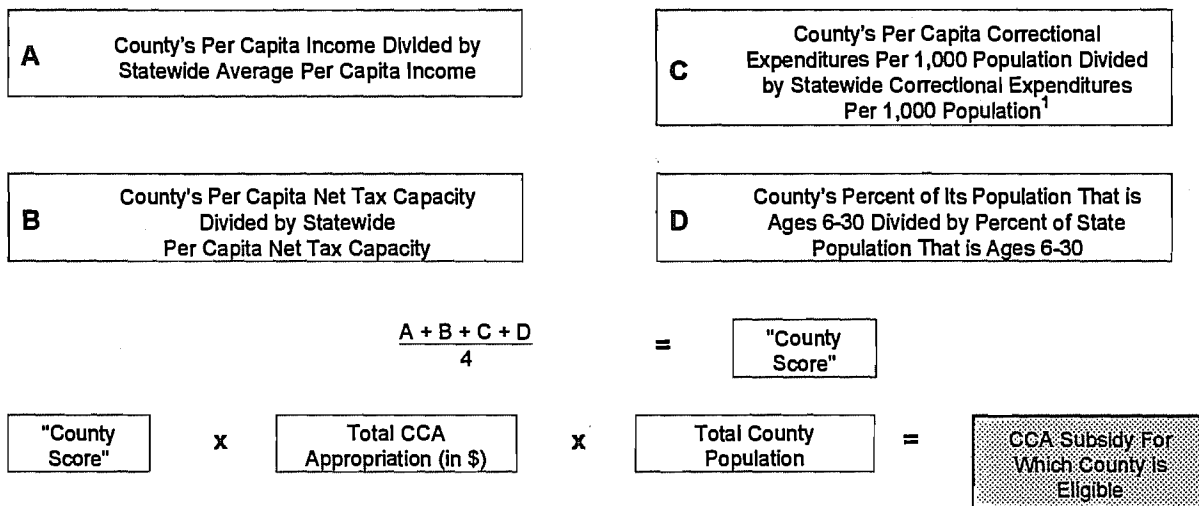 A
County's Per Capita Income Divided by
Statewide Average Per Capita Income
C
County's Per Capita Correctional
Expenditures Per 1,000 Population Divided
by Statewide Correctional Expenditures
Per 1,000 Population¹
B
County's Per Capita Net Tax Capacity
Divided by Statewide
Per Capita Net Tax Capacity
D
County's Percent of Its Population That is
Ages 6-30 Divided by Percent of State
Population That is Ages 6-30
A + B + C + D
4
=
"County
Score"
"County
Score"
x
Total CCA
Appropriation (in $)
x
Total County
Population
=
CCA Subsidy For
Which County is
Eligible